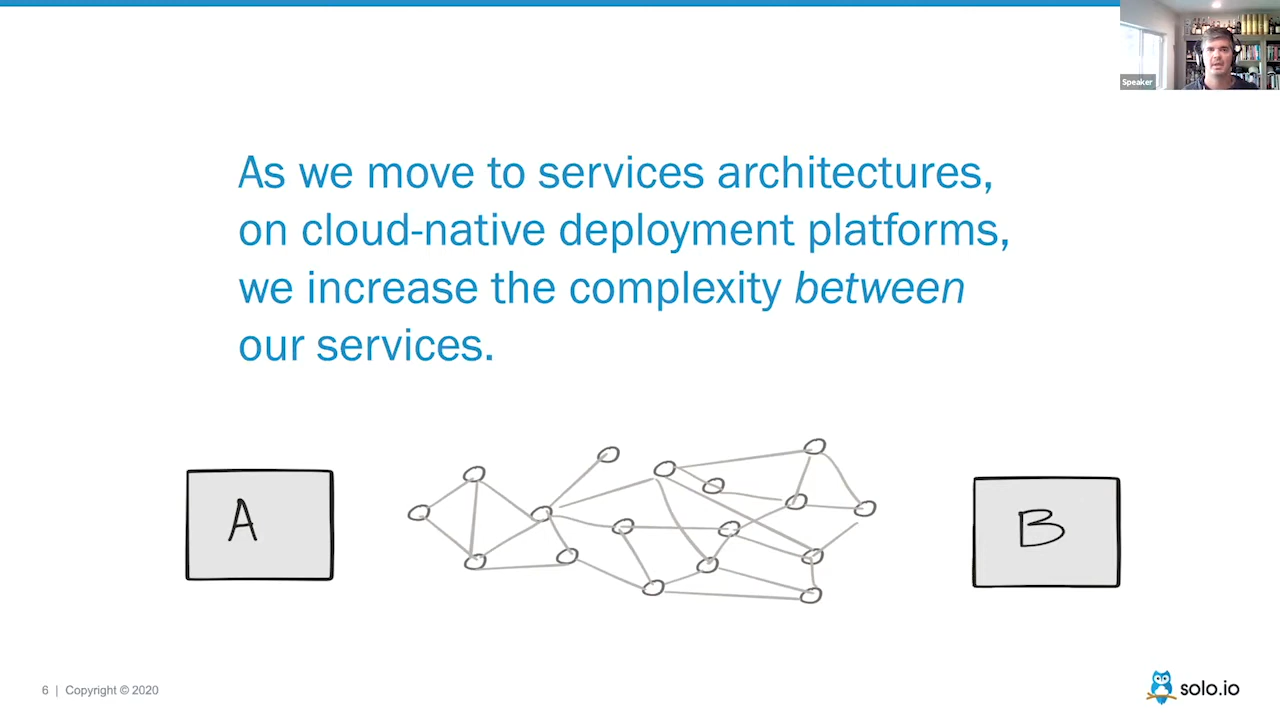 Speaker
As we move to services architectures,
on cloud-native deployment platforms,
we increase the complexity between
our services.
A
B
6 | Copyright © 2020
solo.io